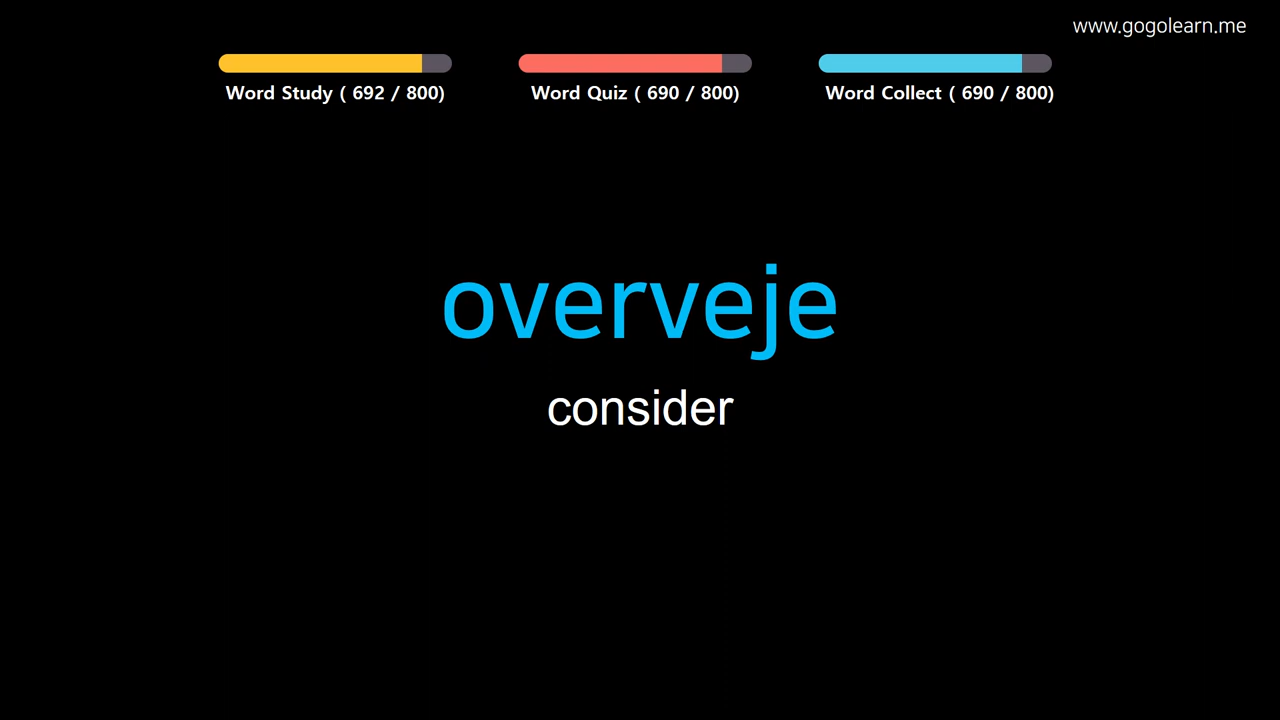 www.gogolearn.me
Word Study ( 692 / 800)
Word Quiz ( 690 / 800)
Word Collect ( 690 / 800)
overveje
consider